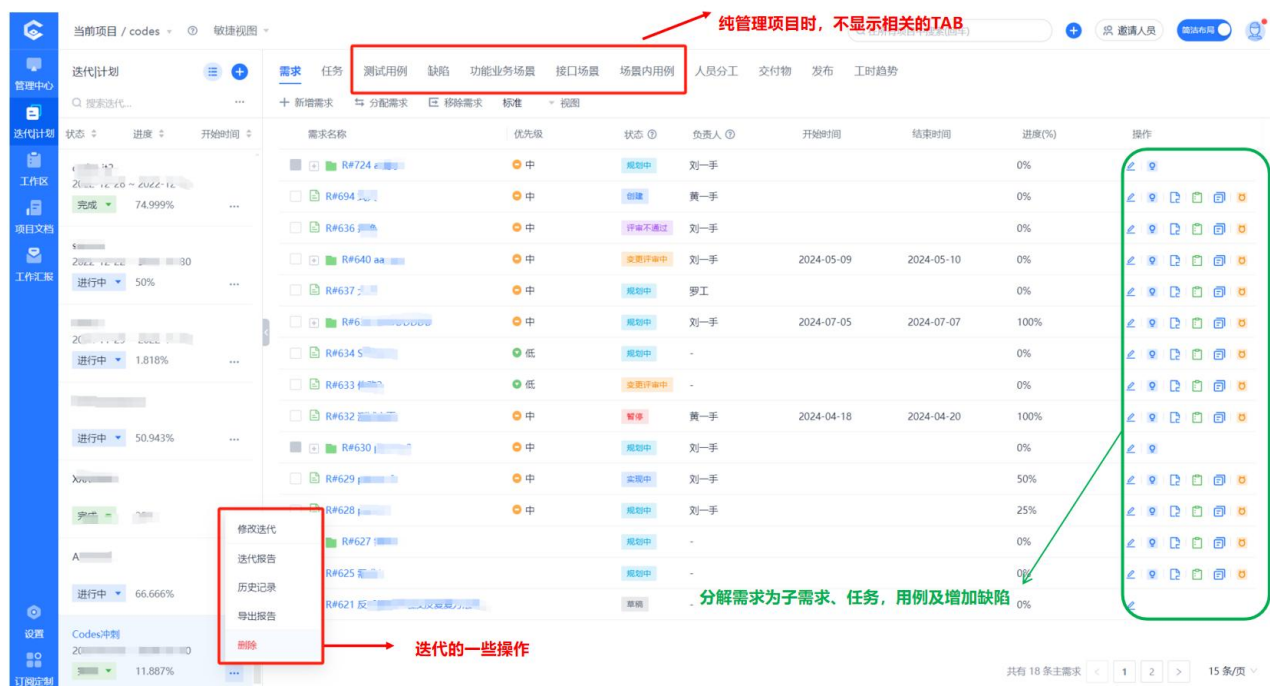 纯管理项目时，不显示相关的TAB
当前项目 / codes
敏捷视图
邀请人员
简洁布局
管理中心
迭代|计划
工作区
项目文档
工作汇报
设置
订阅定制
迭代|计划
搜索迭代...
状态 进度 开始时间
完成 74.999%
进行中 50%
进行中 1.818%
进行中 50.943%
完成
进行中 66.666%
Codes冲刺
11.887%
需求 任务 测试用例 缺陷 功能业务场景 接口场景 场景内用例 人员分工 交付物 发布 工时趋势
新增需求 分配需求 移除需求 标准 视图
需求名称 优先级 状态 负责人 开始时间 结束时间 进度(%) 操作
R#724 中 规划中 刘一手 0%
R#694 中 创建 黄一手 0%
R#636 中 评审不通过 刘一手 0%
R#640 aa 中 变更评审中 刘一手 2024-05-09 2024-05-10 0%
R#637 中 规划中 罗工 0%
R#6 中 规划中 刘一手 2024-07-05 2024-07-07 100%
R#634 S 低 规划中 - 0%
R#633 低 变更评审中 - 0%
R#632 中 暂停 黄一手 2024-04-18 2024-04-20 100%
R#630 中 规划中 刘一手 0%
R#629 中 实现中 刘一手 50%
R#628 中 规划中 刘一手 25%
R#627 规划中 - 0%
R#625 规划中 - 0%
R#621 反 草稿 - 0%
修改迭代
迭代报告
历史记录
导出报告
删除
迭代的一些操作
分解需求为子需求、任务，用例及增加缺陷
共有 18 条主需求 < 1 2 > 15 条/页